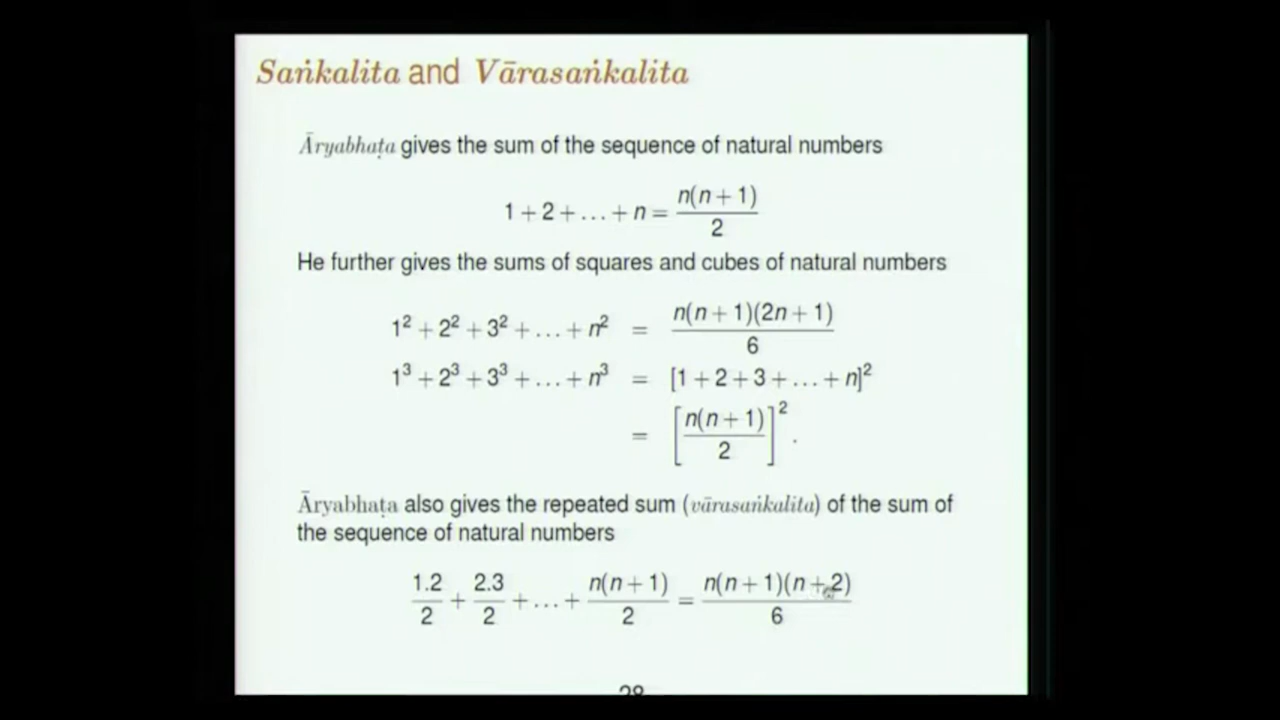 Saṅkalita and Vārasaṅkalita
Āryabhaṭa gives the sum of the sequence of natural numbers
1 + 2 + ... + n = n(n + 1) / 2
He further gives the sums of squares and cubes of natural numbers
1² + 2² + 3² + ... + n² = n(n + 1)(2n + 1) / 6
1³ + 2³ + 3³ + ... + n³ = [1 + 2 + 3 + ... + n]²
= [n(n + 1) / 2]² .
Āryabhaṭa also gives the repeated sum (vārasaṅkalita) of the sum of
the sequence of natural numbers
1.2 / 2 + 2.3 / 2 + ... + n(n + 1) / 2 = n(n + 1)(n + 2) / 6